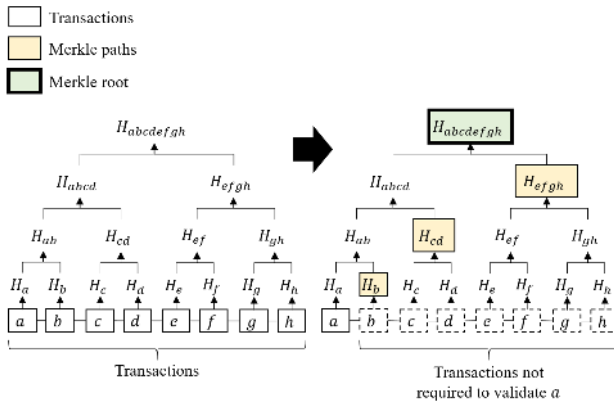 Transactions
Merkle paths
Merkle root
H_abcdefgh H_abcdefgh
H_abcd H_efgh H_abcd H_efgh
H_ab H_cd H_ef H_gh H_ab H_cd H_ef H_gh
H_a H_b H_c H_d H_e H_f H_g H_h H_a H_b H_c H_d H_e H_f H_g H_h
a b c d e f g h a b c d e f g h
Transactions Transactions not
required to validate a